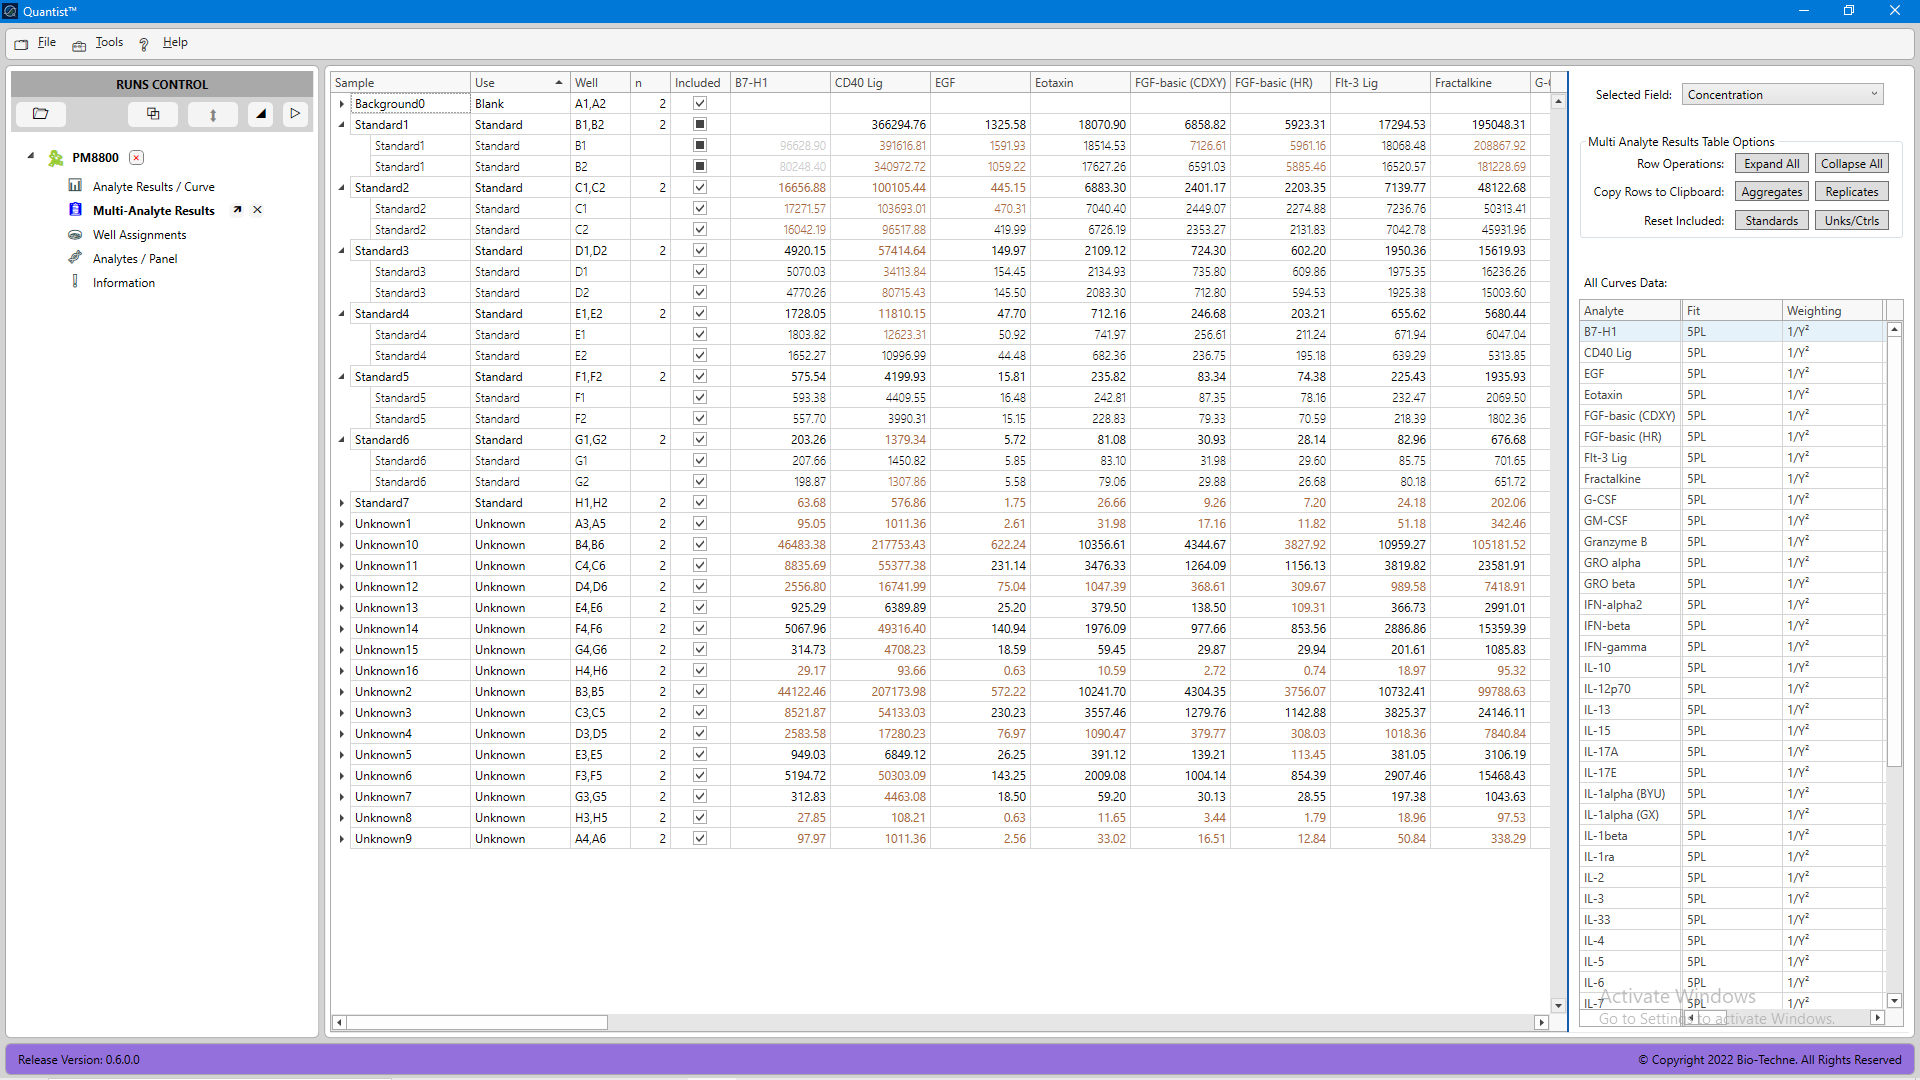 Quantist™
File Tools ? Help
RUNS CONTROL
PM8800
Analyte Results / Curve
Multi-Analyte Results
Well Assignments
Analytes / Panel
Information
Sample Use Well n Included B7-H1 CD40 Lig EGF Eotaxin FGF-basic (CDXY) FGF-basic (HR) Flt-3 Lig Fractalkine
Background0 Blank A1,A2 2
Standard1 Standard B1,B2 2 366294.76 1325.58 18070.90 6858.82 5923.31 17294.53 195048.31
Standard1 Standard B1 96628.90 391616.81 1591.93 18514.53 7126.61 5961.16 18068.48 208867.92
Standard1 Standard B2 80248.40 340972.72 1059.22 17627.26 6591.03 5885.46 16520.57 181228.69
Standard2 Standard C1,C2 2 16656.88 100105.44 445.15 6883.30 2401.17 2203.35 7139.77 48122.68
Standard2 Standard C1 17271.57 103693.01 470.31 7040.40 2449.07 2274.88 7236.76 50313.41
Standard2 Standard C2 16042.19 96517.88 419.99 6726.19 2353.27 2131.83 7042.78 45931.96
Standard3 Standard D1,D2 2 4920.15 57414.64 149.97 2109.12 724.30 602.20 1950.36 15619.93
Standard3 Standard D1 5070.03 34113.84 154.45 2134.93 735.80 609.86 1975.35 16236.26
Standard3 Standard D2 4770.26 80715.43 145.50 2083.30 712.80 594.53 1925.38 15003.60
Standard4 Standard E1,E2 2 1728.05 11810.15 47.70 712.16 246.68 203.21 655.62 5680.44
Standard4 Standard E1 1803.82 12623.31 50.92 741.97 256.61 211.24 671.94 6047.04
Standard4 Standard E2 1652.27 10996.99 44.48 682.36 236.75 195.18 639.29 5313.85
Standard5 Standard F1,F2 2 575.54 4199.93 15.81 235.82 83.34 74.38 225.43 1935.93
Standard5 Standard F1 593.38 4409.55 16.48 242.81 87.35 78.16 232.47 2069.50
Standard5 Standard F2 557.70 3990.31 15.15 228.83 79.33 70.59 218.39 1802.36
Standard6 Standard G1,G2 2 203.26 1379.34 5.72 81.08 30.93 28.14 82.96 676.68
Standard6 Standard G1 207.66 1450.82 5.85 83.10 31.98 29.60 85.75 701.65
Standard6 Standard G2 198.87 1307.86 5.58 79.06 29.88 26.68 80.18 651.72
Standard7 Standard H1,H2 2 63.68 576.86 1.75 26.66 9.26 7.20 24.18 202.06
Unknown1 Unknown A3,A5 2 95.05 1011.36 2.61 31.98 17.16 11.82 51.18 342.46
Unknown10 Unknown B4,B6 2 46483.38 217753.43 622.24 10356.61 4344.67 3827.92 10959.27 105181.52
Unknown11 Unknown C4,C6 2 8835.69 55377.38 231.14 3476.33 1264.09 1156.13 3819.82 23581.91
Unknown12 Unknown D4,D6 2 2556.80 16741.99 75.04 1047.39 368.61 309.67 989.58 7418.91
Unknown13 Unknown E4,E6 2 925.29 6389.89 25.20 379.50 138.50 109.31 366.73 2991.01
Unknown14 Unknown F4,F6 2 5067.96 49316.40 140.94 1976.09 977.66 853.56 2886.86 15359.39
Unknown15 Unknown G4,G6 2 314.73 4708.23 18.59 59.45 29.87 29.94 201.61 1085.83
Unknown16 Unknown H4,H6 2 29.17 93.66 0.63 10.59 2.72 0.74 18.97 95.32
Unknown2 Unknown B3,B5 2 44122.46 207173.98 572.22 10241.70 4304.35 3756.07 10732.41 99788.63
Unknown3 Unknown C3,C5 2 8521.87 54133.03 230.23 3557.46 1279.76 1142.88 3825.37 24146.11
Unknown4 Unknown D3,D5 2 2583.58 17280.23 76.97 1090.47 379.77 308.03 1018.36 7840.84
Unknown5 Unknown E3,E5 2 949.03 6849.12 26.25 391.12 139.21 113.45 381.05 3106.19
Unknown6 Unknown F3,F5 2 5194.72 50303.09 143.25 2009.08 1004.14 854.39 2907.46 15468.43
Unknown7 Unknown G3,G5 2 312.83 4463.08 18.50 59.20 30.13 28.55 197.38 1043.63
Unknown8 Unknown H3,H5 2 27.85 108.21 0.63 11.65 3.44 1.79 18.96 97.53
Unknown9 Unknown A4,A6 2 97.97 1011.36 2.56 33.02 16.51 12.84 50.84 338.29
Selected Field: Concentration
Multi Analyte Results Table Options
Row Operations: Expand All Collapse All
Copy Rows to Clipboard: Aggregates Replicates
Reset Included: Standards Unks/Ctrls
All Curves Data:
Analyte Fit Weighting
B7-H1 5PL 1/Y²
CD40 Lig 5PL 1/Y²
EGF 5PL 1/Y²
Eotaxin 5PL 1/Y²
FGF-basic (CDXY) 5PL 1/Y²
FGF-basic (HR) 5PL 1/Y²
Flt-3 Lig 5PL 1/Y²
Fractalkine 5PL 1/Y²
G-CSF 5PL 1/Y²
GM-CSF 5PL 1/Y²
Granzyme B 5PL 1/Y²
GRO alpha 5PL 1/Y²
GRO beta 5PL 1/Y²
IFN-alpha2 5PL 1/Y²
IFN-beta 5PL 1/Y²
IFN-gamma 5PL 1/Y²
IL-10 5PL 1/Y²
IL-12p70 5PL 1/Y²
IL-13 5PL 1/Y²
IL-15 5PL 1/Y²
IL-17A 5PL 1/Y²
IL-17E 5PL 1/Y²
IL-1alpha (BYU) 5PL 1/Y²
IL-1alpha (GX) 5PL 1/Y²
IL-1beta 5PL 1/Y²
IL-1ra 5PL 1/Y²
IL-2 5PL 1/Y²
IL-3 5PL 1/Y²
IL-33 5PL 1/Y²
IL-4 5PL 1/Y²
IL-5 5PL 1/Y²
IL-6 5PL 1/Y²
IL-7 5PL 1/Y²
Activate Windows
Go to Settings to activate Windows.
Release Version: 0.6.0.0
© Copyright 2022 Bio-Techne. All Rights Reserved